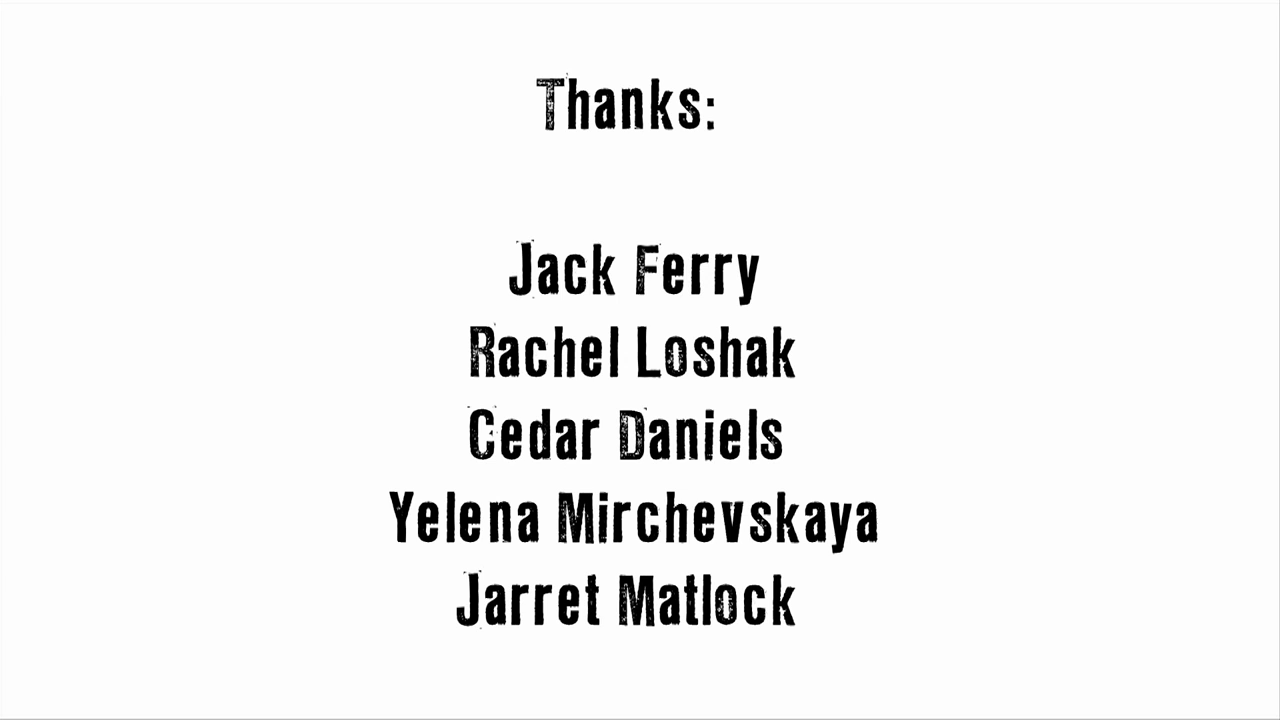 Thanks:
Jack Ferry
Rachel Loshak
Cedar Daniels
Yelena Mirchevskaya
Jarret Matlock